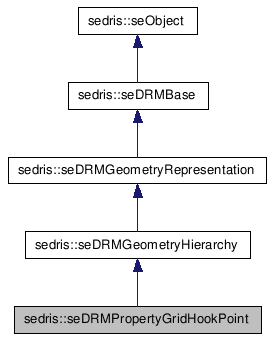 sedris::seObject
sedris::seDRMBase
sedris::seDRMGeometryRepresentation
sedris::seDRMGeometryHierarchy
sedris::seDRMPropertyGridHookPoint